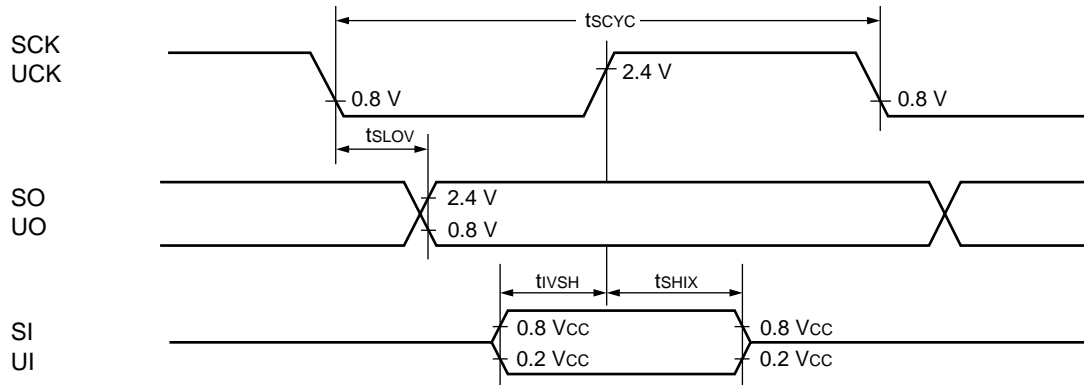 tSCYC
SCK
UCK
2.4 V
0.8 V
0.8 V
tSLOV
SO
UO
2.4 V
0.8 V
tIVSH
tSHIX
SI
UI
0.8 VCC
0.8 VCC
0.2 VCC
0.2 VCC